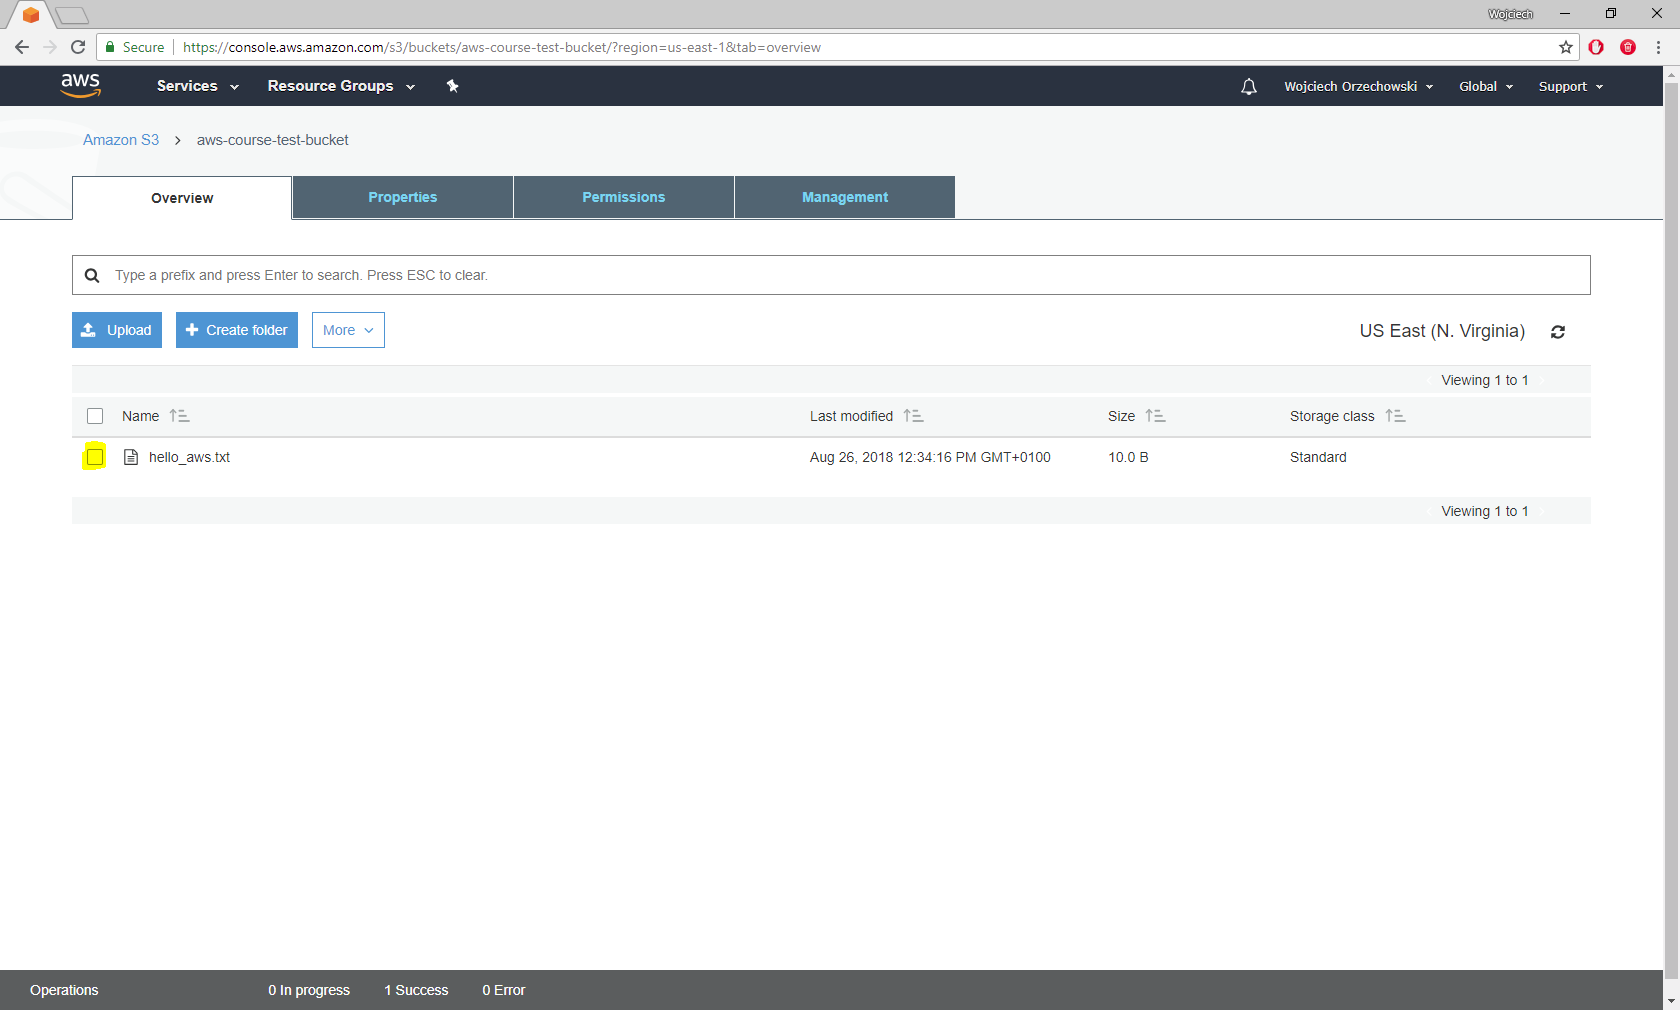 Wojciech
Secure https://console.aws.amazon.com/s3/buckets/aws-course-test-bucket/?region=us-east-1&tab=overview
aws Services Resource Groups Wojciech Orzechowski Global Support
Amazon S3 > aws-course-test-bucket
Overview Properties Permissions Management
Type a prefix and press Enter to search. Press ESC to clear.
Upload Create folder More US East (N. Virginia)
Viewing 1 to 1
Name Last modified Size Storage class
hello_aws.txt Aug 26, 2018 12:34:16 PM GMT+0100 10.0 B Standard
Viewing 1 to 1
Operations 0 In progress 1 Success 0 Error